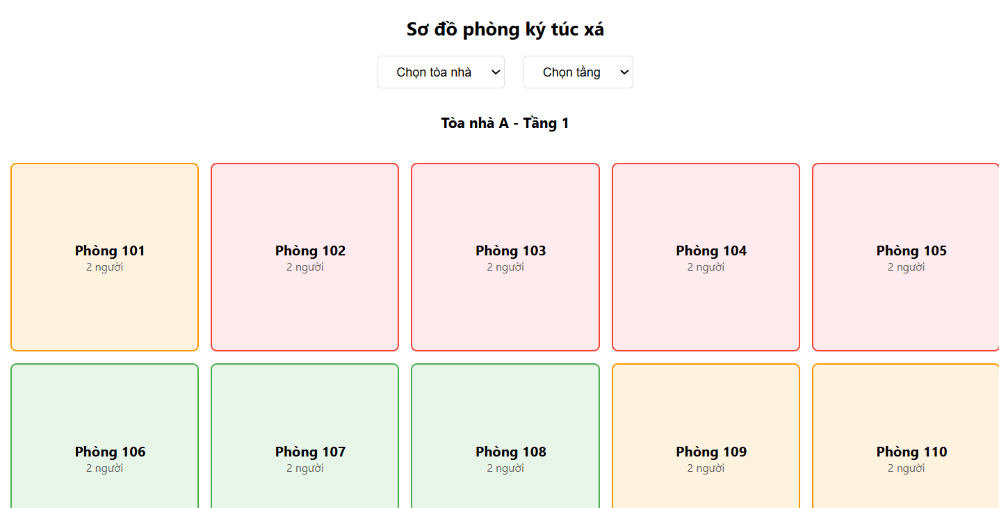 Sơ đồ phòng ký túc xá
Chọn tòa nhà Chọn tầng
Tòa nhà A - Tầng 1
Phòng 101 Phòng 102 Phòng 103 Phòng 104 Phòng 105
2 người 2 người 2 người 2 người 2 người
Phòng 106 Phòng 107 Phòng 108 Phòng 109 Phòng 110
2 người 2 người 2 người 2 người 2 người